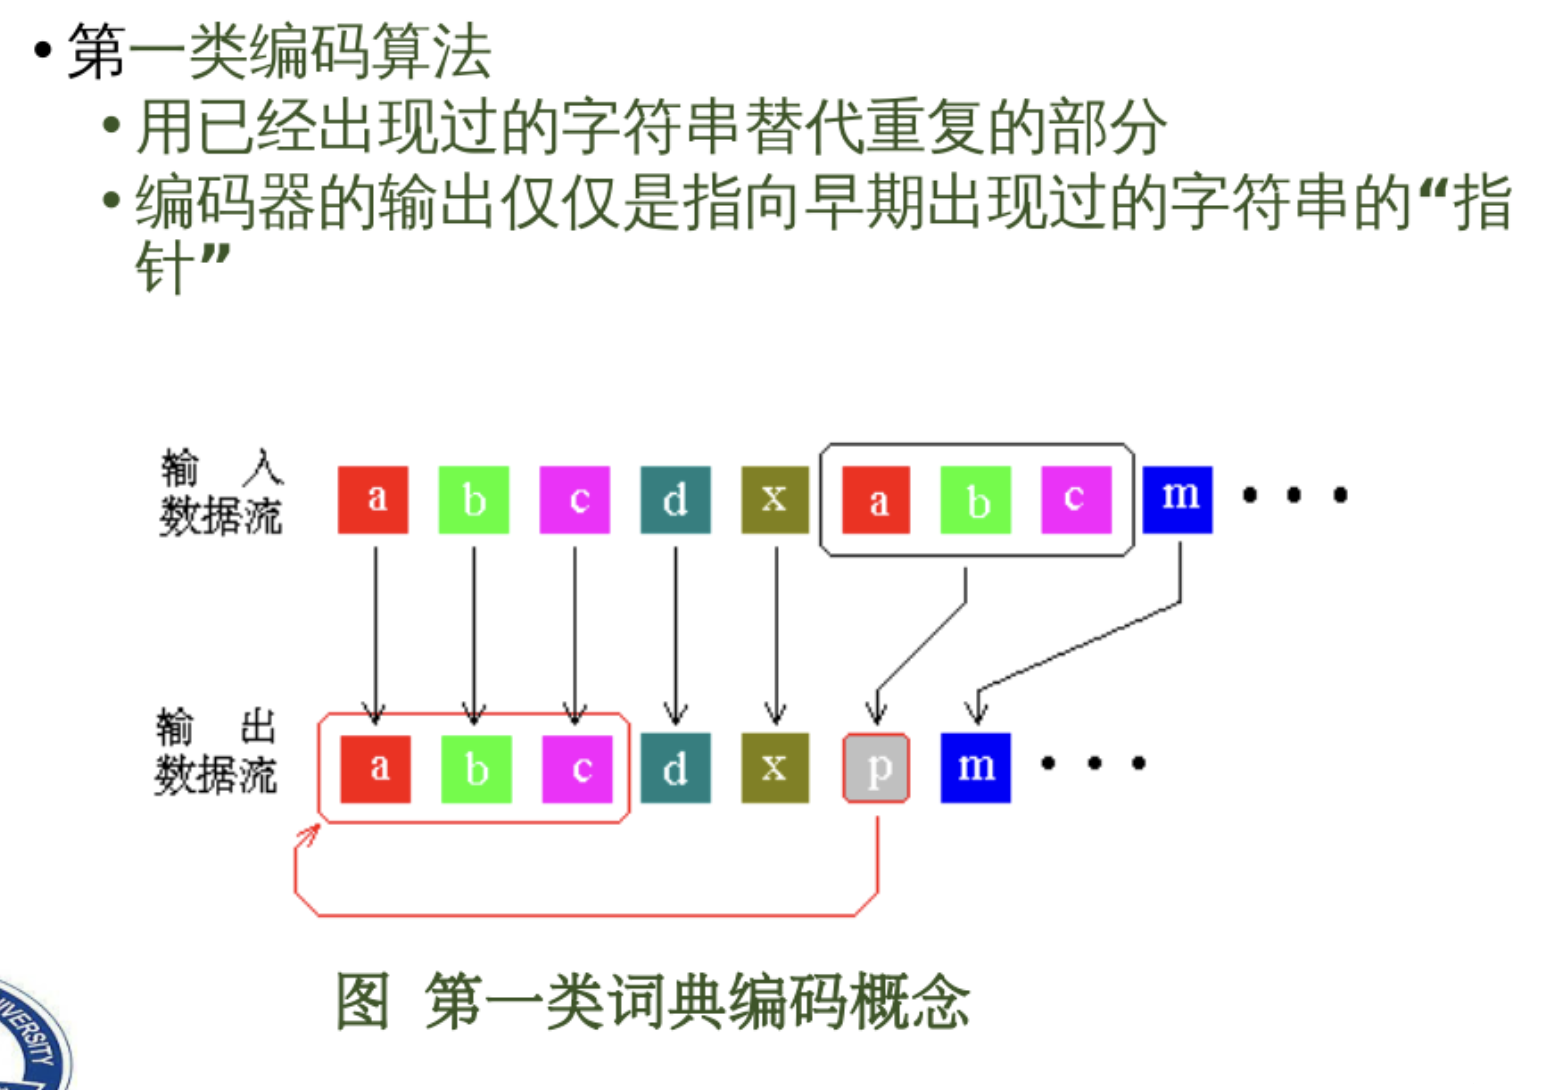 • 第一类编码算法
• 用已经出现过的字符串替代重复的部分
• 编码器的输出仅仅是指向早期出现过的字符串的“指
针”
输 入
数据流
a b c d x a b c m • • •
输 出
数据流
a b c d x p m • • •
图 第一类词典编码概念
VERSITY